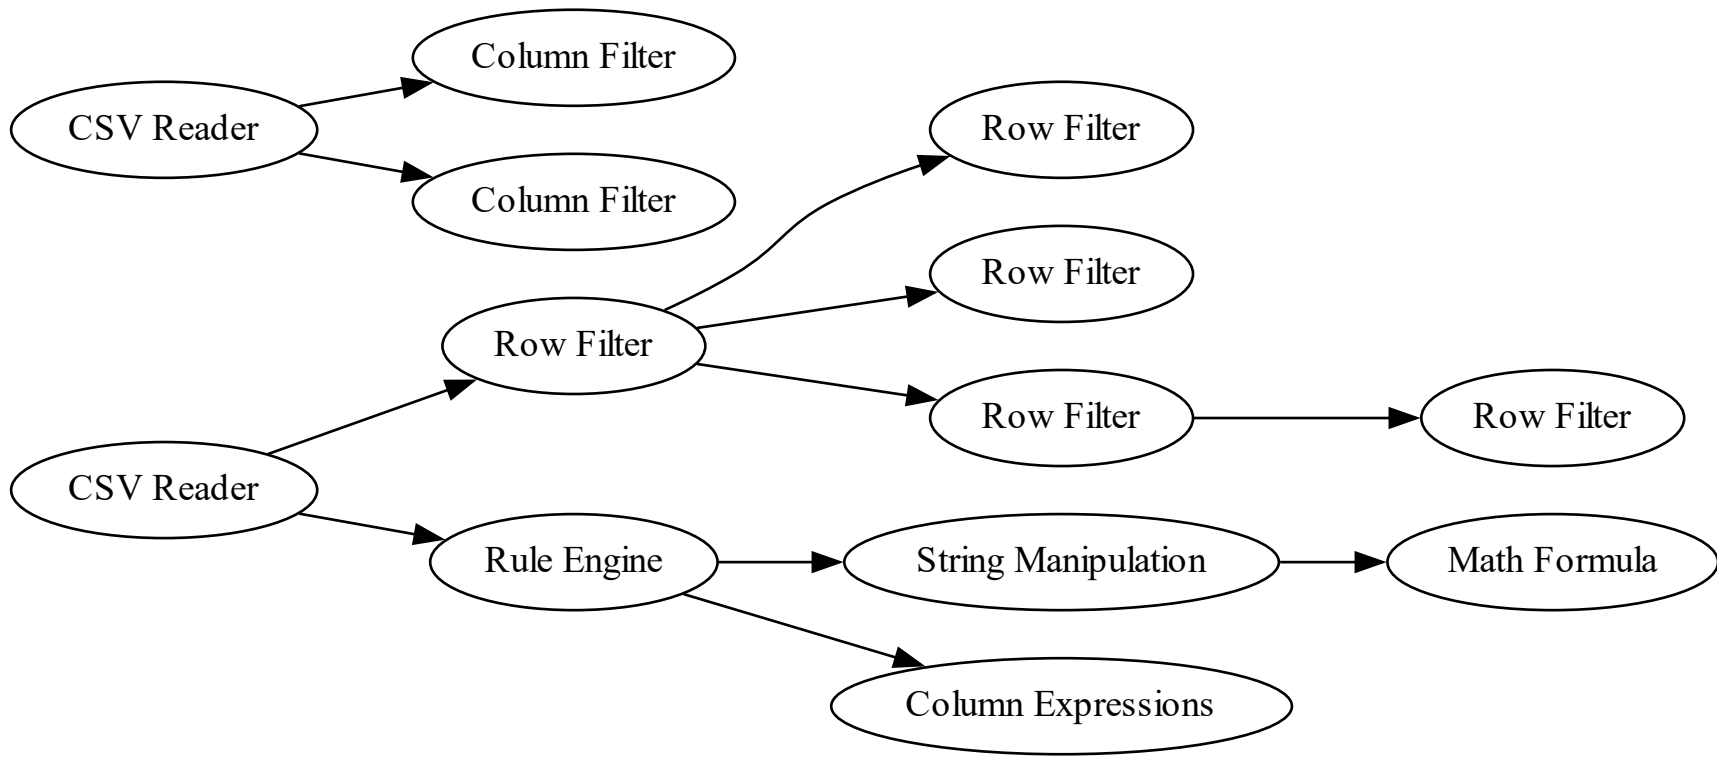 Column Filter
CSV Reader
Column Filter
Row Filter
Row Filter
Row Filter
Row Filter
Row Filter
CSV Reader
Rule Engine
String Manipulation
Math Formula
Column Expressions